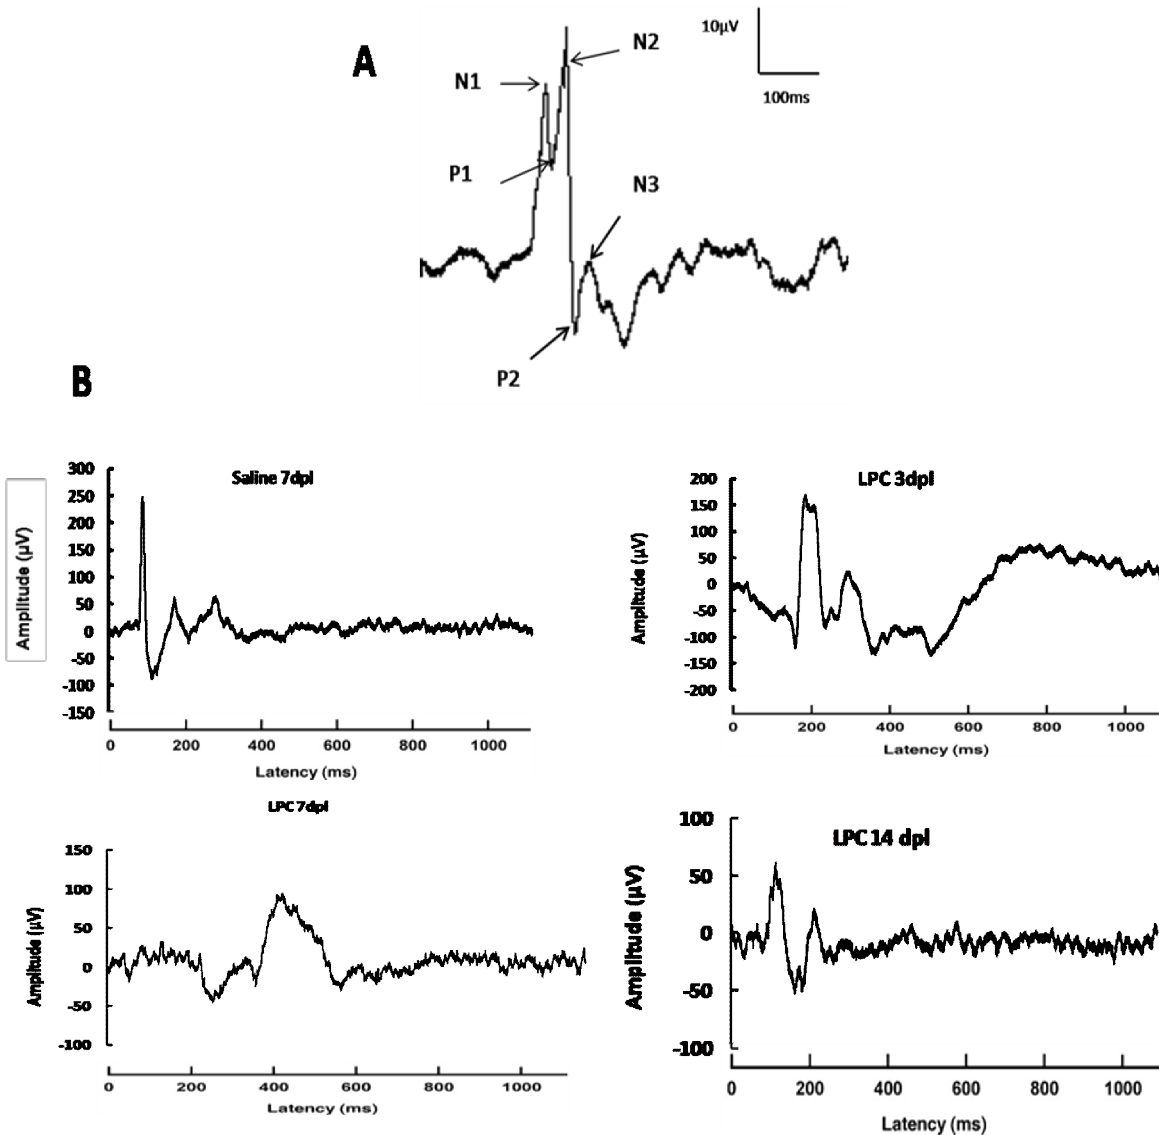 A
N1
N2
P1
N3
P2
10µV
100ms
B
Saline 7dpl
Amplitude (µV)
300
250
200
150
100
50
0
-50
-100
-150
0 200 400 600 800 1000
Latency (ms)
LPC 3dpl
Amplitude (µV)
200
150
100
50
0
-50
-100
-150
-200
0 200 400 600 800 1000
Latency (ms)
LPC 7dpl
Amplitude (µV)
150
100
50
0
-50
-100
0 200 400 600 800 1000
Latency (ms)
LPC 14 dpl
Amplitude (µV)
100
50
0
-50
-100
0 200 400 600 800 1000
Latency (ms)